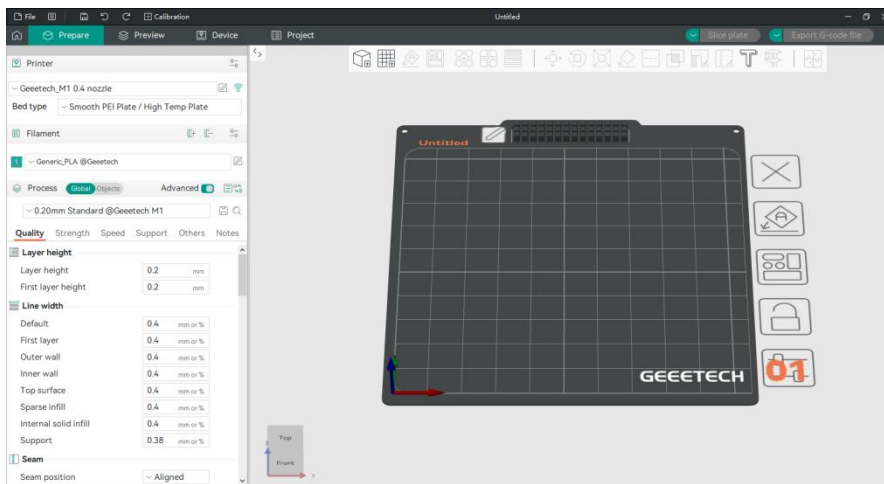 File Calibration Untitled
Prepare Preview Device Project Slice plate Export G-code file
Printer
Geeetech_M1 0.4 nozzle
Bed type Smooth PEI Plate / High Temp Plate
Filament
1 Generic_PLA @Geeetech
Process Global Objects Advanced
0.20mm Standard @Geeetech M1
Quality Strength Speed Support Others Notes
Layer height
Layer height 0.2 mm
First layer height 0.2 mm
Line width
Default 0.4 mm or %
First layer 0.4 mm or %
Outer wall 0.4 mm or %
Inner wall 0.4 mm or %
Top surface 0.4 mm or %
Sparse infill 0.4 mm or %
Internal solid infill 0.4 mm or %
Support 0.38 mm or %
Seam
Seam position Aligned
Untitled
A
GEEETECH
01
Top
Front
z
x